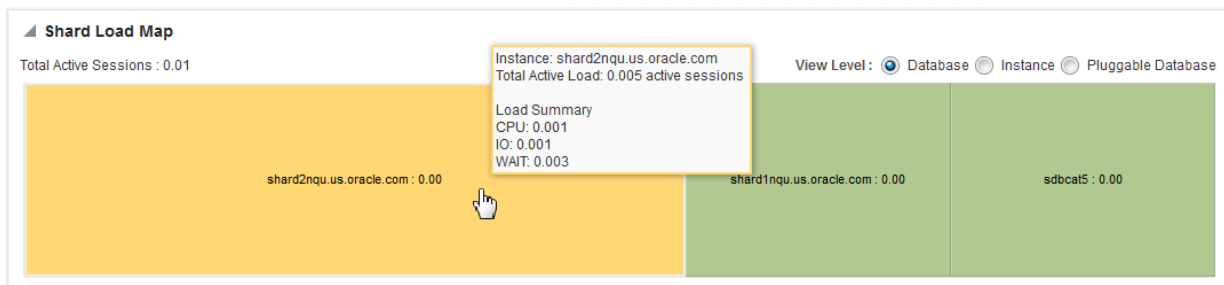 Shard Load Map
Total Active Sessions : 0.01
View Level : Database Instance Pluggable Database
Instance: shard2nqu.us.oracle.com
Total Active Load: 0.005 active sessions
Load Summary
CPU: 0.001
IO: 0.001
WAIT: 0.003
shard2nqu.us.oracle.com : 0.00
shard1nqu.us.oracle.com : 0.00
sdbcat5 : 0.00